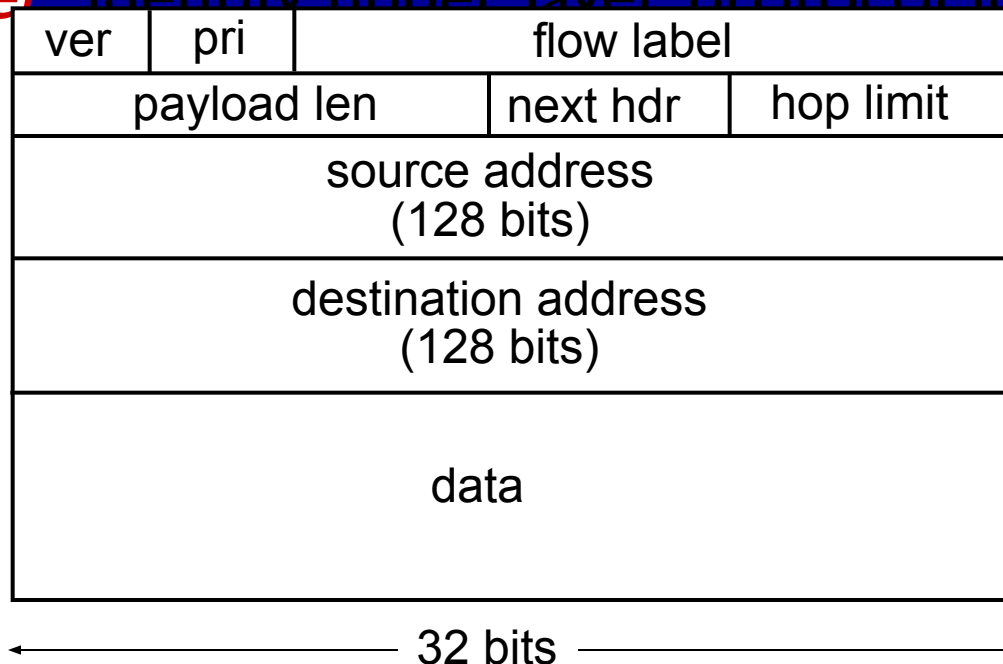 ver pri flow label
payload len next hdr hop limit
source address
(128 bits)
destination address
(128 bits)
data
32 bits